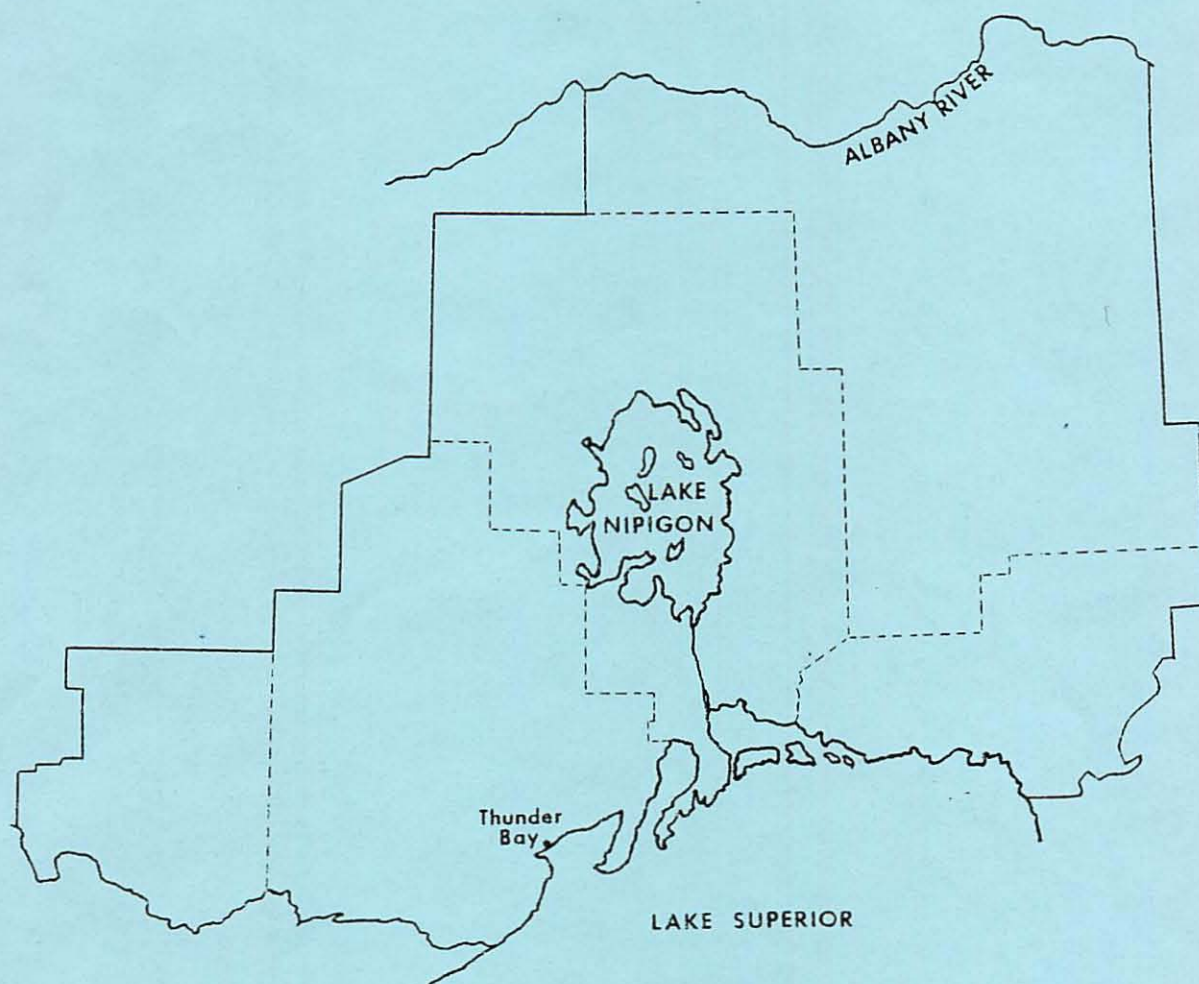 ALBANY RIVER
LAKE
NIPIGON
Thunder
Bay
LAKE SUPERIOR